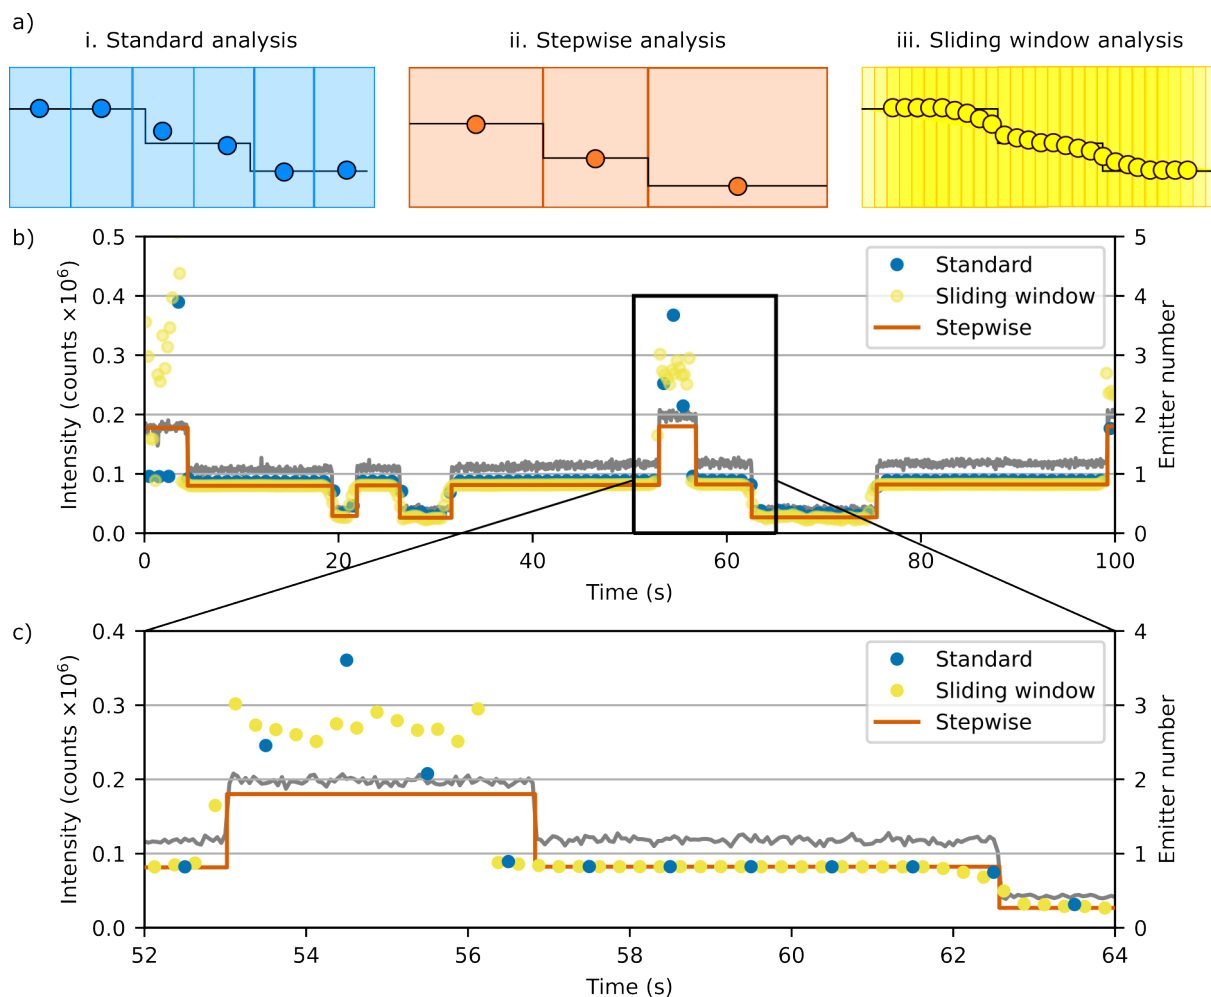 a)
i. Standard analysis
ii. Stepwise analysis
iii. Sliding window analysis
b)
Intensity (counts ×10⁶)
0.5
0.4
0.3
0.2
0.1
0.0
5
4
3
2
1
0
Emitter number
Standard
Sliding window
Stepwise
0 20 40 60 80 100
Time (s)
c)
Intensity (counts ×10⁶)
0.4
0.3
0.2
0.1
0.0
4
3
2
1
0
Emitter number
Standard
Sliding window
Stepwise
52 54 56 58 60 62 64
Time (s)